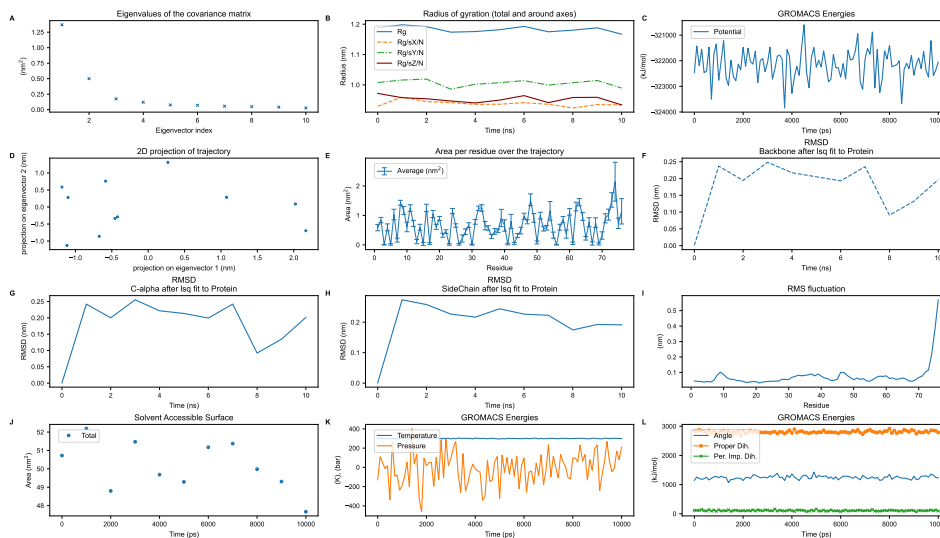 A
Eigenvalues of the covariance matrix
(nm²)
1.25
1.00
0.75
0.50
0.25
0.00
2
4
6
8
10
Eigenvector index
B
Radius of gyration (total and around axes)
Radius (nm)
1.2
1.1
1.0
Rg
Rg/sX/N
Rg/sY/N
Rg/sZ/N
0
2
4
6
8
10
Time (ns)
C
GROMACS Energies
(kJ/mol)
−321000
−322000
−323000
−324000
Potential
0
2000
4000
6000
8000
10000
Time (ps)
D
2D projection of trajectory
projection on eigenvector 2 (nm)
1.0
0.5
0.0
−0.5
−1.0
−1.0
−0.5
0.0
0.5
1.0
1.5
2.0
projection on eigenvector 1 (nm)
E
Area per residue over the trajectory
Area (nm²)
3
2
1
0
Average (nm²)
0
10
20
30
40
50
60
70
Residue
F
RMSD
Backbone after lsq fit to Protein
RMSD (nm)
0.25
0.20
0.15
0.10
0.05
0.00
0
2
4
6
8
10
Time (ns)
G
RMSD
C-alpha after lsq fit to Protein
RMSD (nm)
0.25
0.20
0.15
0.10
0.05
0.00
0
2
4
6
8
10
Time (ns)
H
RMSD
SideChain after lsq fit to Protein
RMSD (nm)
0.2
0.1
0.0
0
2
4
6
8
10
Time (ns)
I
RMS fluctuation
(nm)
0.5
0.4
0.3
0.2
0.1
0.0
0
10
20
30
40
50
60
70
Residue
J
Solvent Accessible Surface
Area (nm²)
52
51
50
49
48
Total
0
2000
4000
6000
8000
10000
Time (ps)
K
GROMACS Energies
(K), (bar)
400
200
0
−200
−400
Temperature
Pressure
0
2000
4000
6000
8000
10000
Time (ps)
L
GROMACS Energies
(kJ/mol)
3000
2000
1000
0
Angle
Proper Dih.
Per. Imp. Dih.
0
2000
4000
6000
8000
10000
Time (ps)